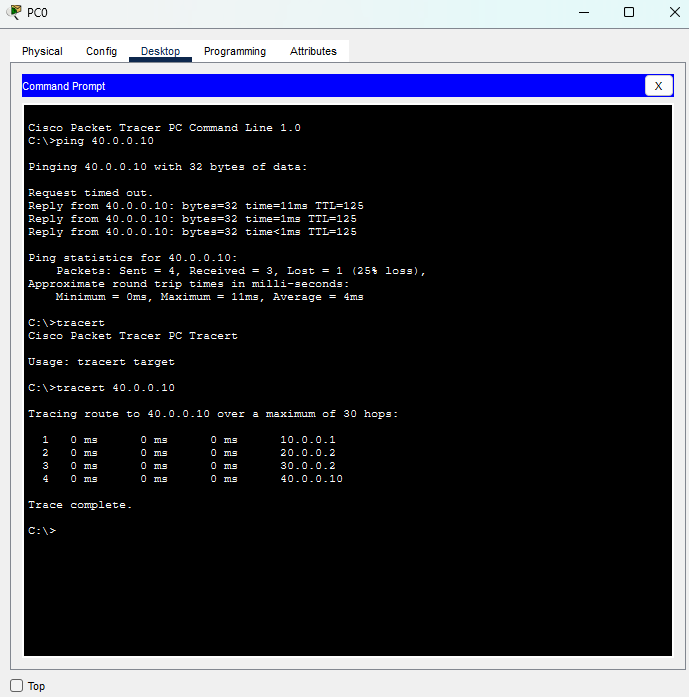 PC0
Physical Config Desktop Programming Attributes
Command Prompt X
Cisco Packet Tracer PC Command Line 1.0
C:\>ping 40.0.0.10
Pinging 40.0.0.10 with 32 bytes of data:
Request timed out.
Reply from 40.0.0.10: bytes=32 time=11ms TTL=125
Reply from 40.0.0.10: bytes=32 time=1ms TTL=125
Reply from 40.0.0.10: bytes=32 time<1ms TTL=125
Ping statistics for 40.0.0.10:
Packets: Sent = 4, Received = 3, Lost = 1 (25% loss),
Approximate round trip times in milli-seconds:
Minimum = 0ms, Maximum = 11ms, Average = 4ms
C:\>tracert
Cisco Packet Tracer PC Tracert
Usage: tracert target
C:\>tracert 40.0.0.10
Tracing route to 40.0.0.10 over a maximum of 30 hops:
1 0 ms 0 ms 0 ms 10.0.0.1
2 0 ms 0 ms 0 ms 20.0.0.2
3 0 ms 0 ms 0 ms 30.0.0.2
4 0 ms 0 ms 0 ms 40.0.0.10
Trace complete.
C:\>
Top